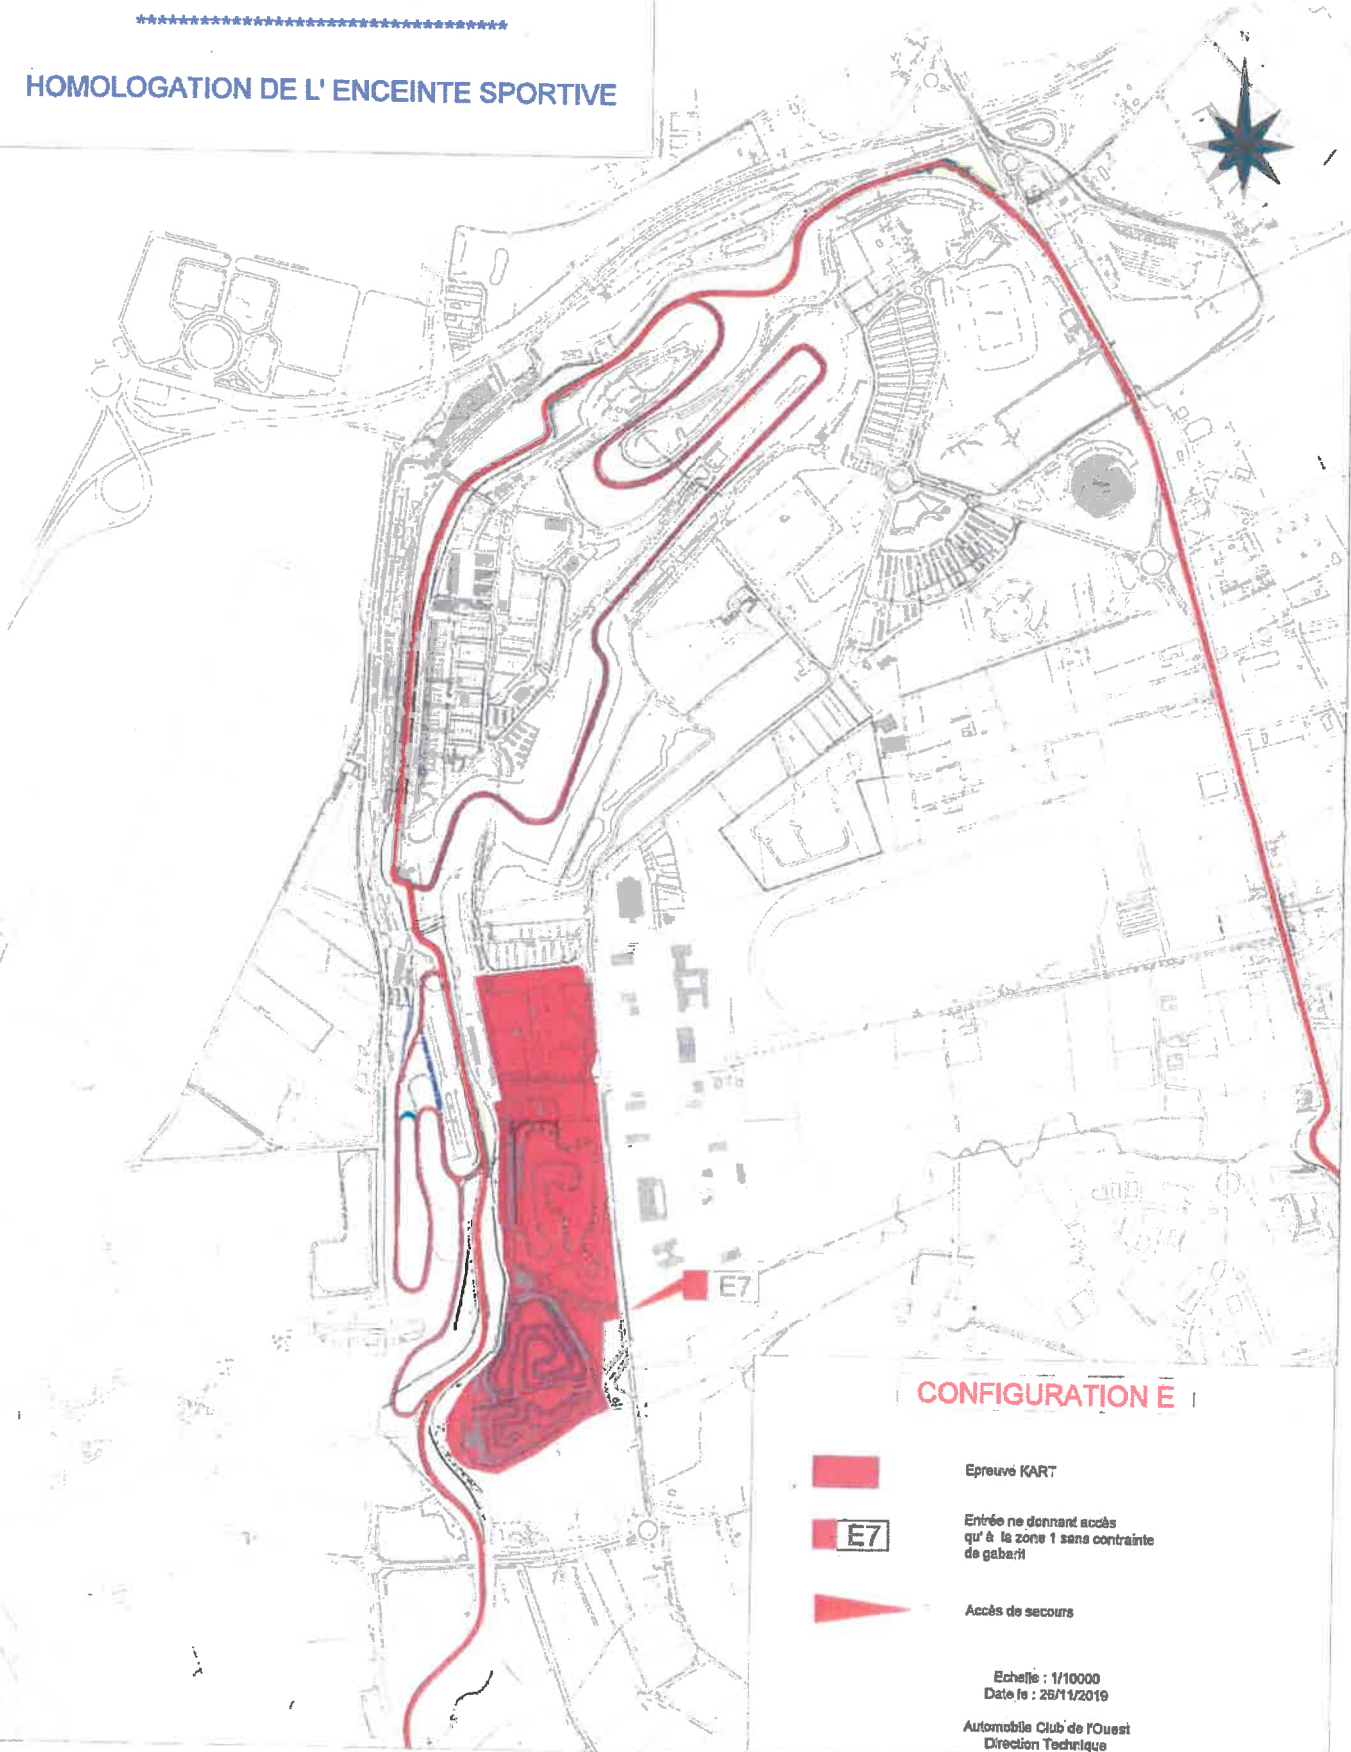 **********************************
HOMOLOGATION DE L' ENCEINTE SPORTIVE
N
E7
CONFIGURATION E
Epreuve KART
E7
Entrée ne donnant accès
qu' à la zone 1 sans contrainte
de gabarit
Accès de secours
Echelle : 1/10000
Date le : 26/11/2019
Automobile Club de l'Ouest
Direction Technique